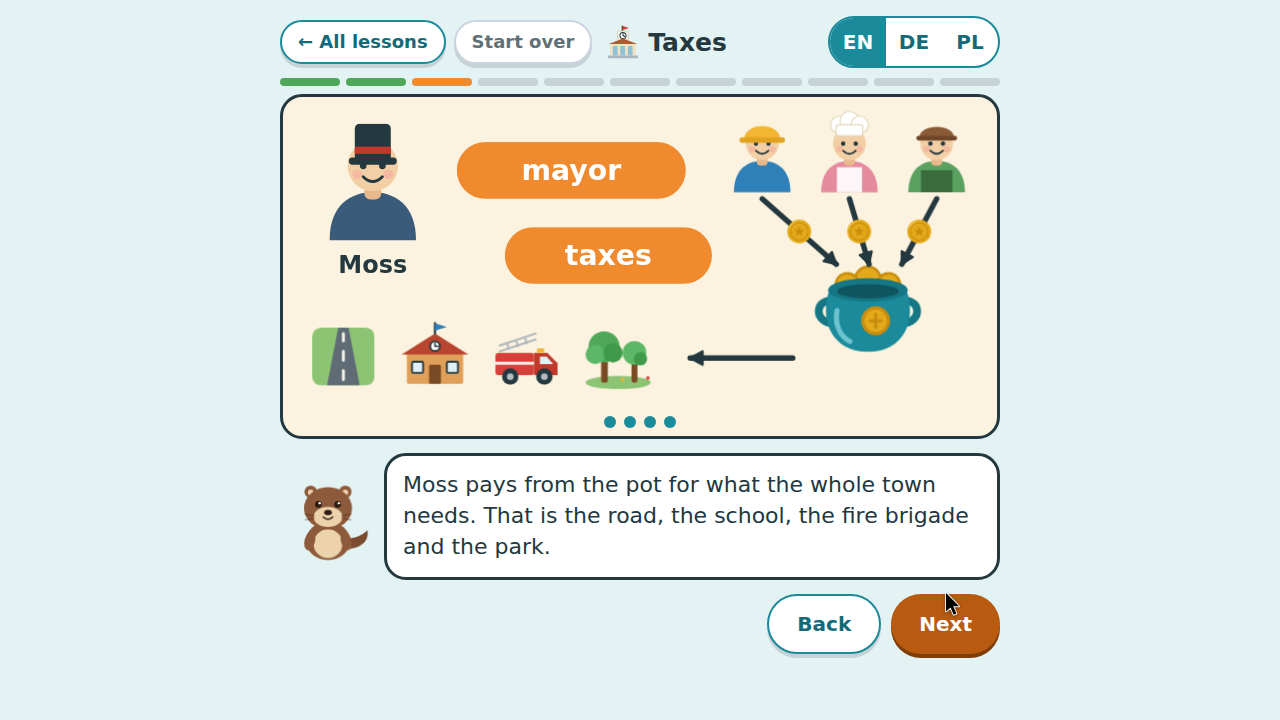 ← All lessons
Start over
Taxes
EN
DE
PL
mayor
taxes
Moss
Moss pays from the pot for what the whole town
needs. That is the road, the school, the fire brigade
and the park.
Back
Next